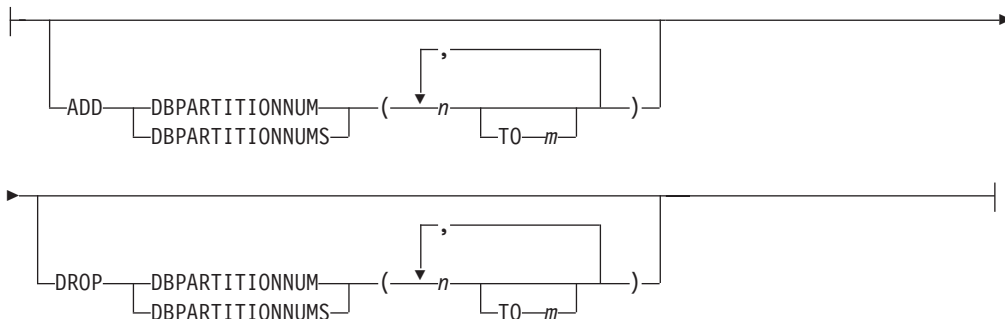 ,
ADD DBPARTITIONNUM ( n )
DBPARTITIONNUMS TO m
,
DROP DBPARTITIONNUM ( n )
DBPARTITIONNUMS TO m